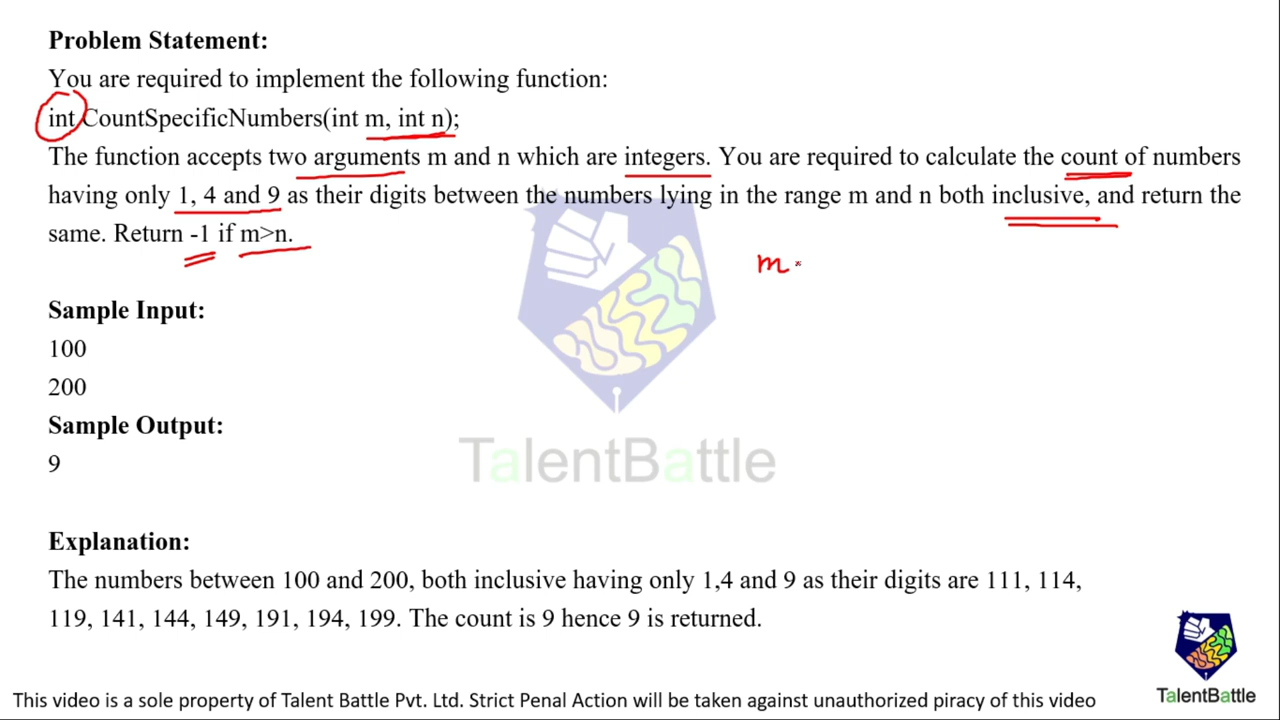 Problem Statement:
You are required to implement the following function:
int CountSpecificNumbers(int m, int n);
The function accepts two arguments m and n which are integers. You are required to calculate the count of numbers
having only 1, 4 and 9 as their digits between the numbers lying in the range m and n both inclusive, and return the
same. Return -1 if m>n.
m
Sample Input:
100
200
Sample Output:
9
TalentBattle
Explanation:
The numbers between 100 and 200, both inclusive having only 1,4 and 9 as their digits are 111, 114,
119, 141, 144, 149, 191, 194, 199. The count is 9 hence 9 is returned.
TalentBattle
This video is a sole property of Talent Battle Pvt. Ltd. Strict Penal Action will be taken against unauthorized piracy of this video